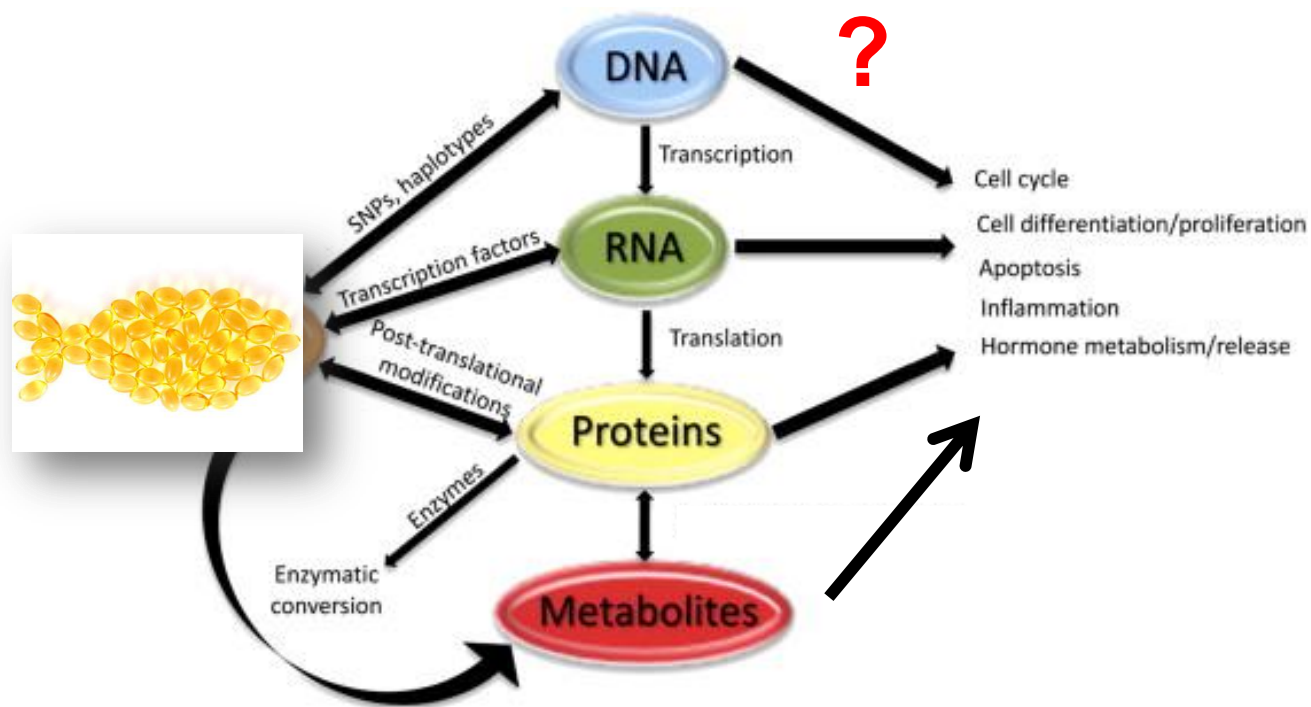 ?
DNA
SNPs, haplotypes
Transcription
Cell cycle
RNA
Transcription factors
Cell differentiation/proliferation
Apoptosis
Inflammation
Hormone metabolism/release
Post-translational
modifications
Translation
Proteins
Enzymes
Enzymatic
conversion
Metabolites